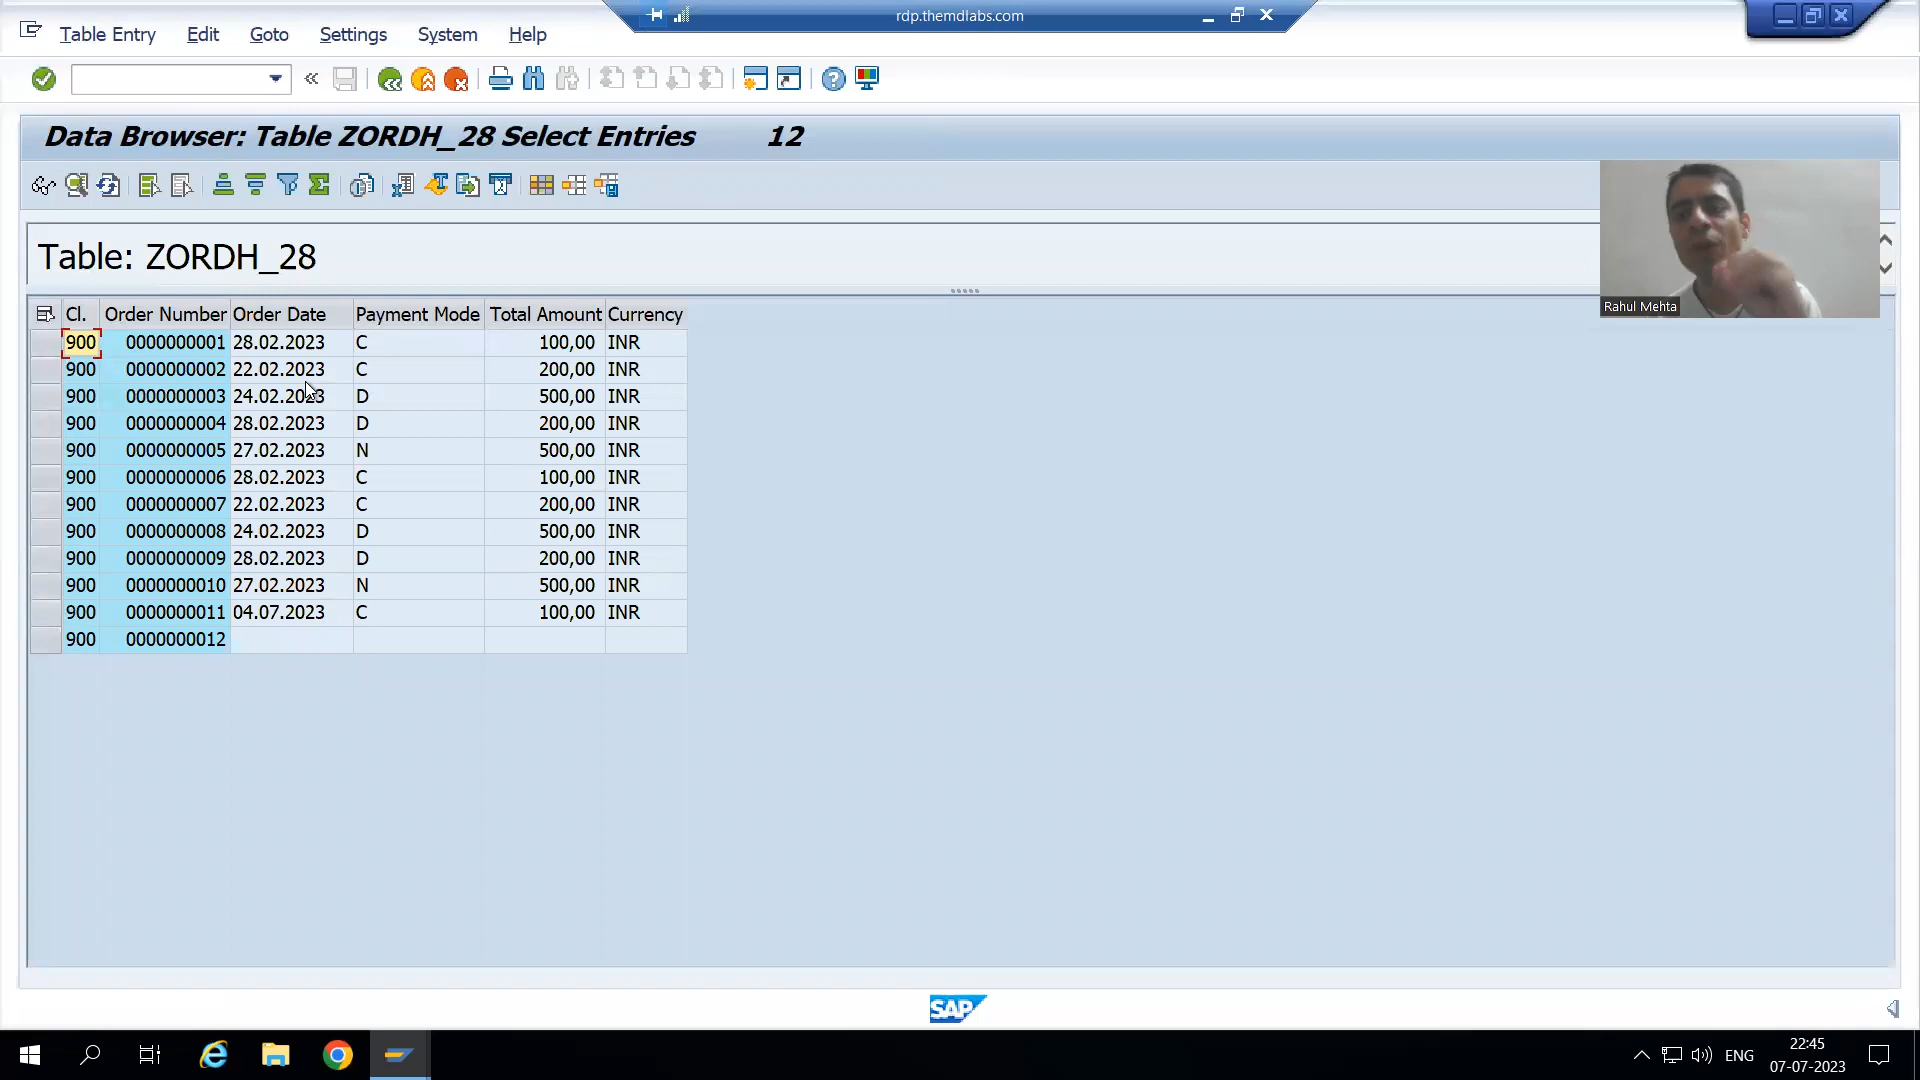 rdp.themdlabs.com
Table Entry Edit Goto Settings System Help
Data Browser: Table ZORDH_28 Select Entries 12
Rahul Mehta
Table: ZORDH_28
Cl. Order Number Order Date Payment Mode Total Amount Currency
900 0000000001 28.02.2023 C 100,00 INR
900 0000000002 22.02.2023 C 200,00 INR
900 0000000003 24.02.2023 D 500,00 INR
900 0000000004 28.02.2023 D 200,00 INR
900 0000000005 27.02.2023 N 500,00 INR
900 0000000006 28.02.2023 C 100,00 INR
900 0000000007 22.02.2023 C 200,00 INR
900 0000000008 24.02.2023 D 500,00 INR
900 0000000009 28.02.2023 D 200,00 INR
900 0000000010 27.02.2023 N 500,00 INR
900 0000000011 04.07.2023 C 100,00 INR
900 0000000012
SAP
ENG
22:45
07-07-2023